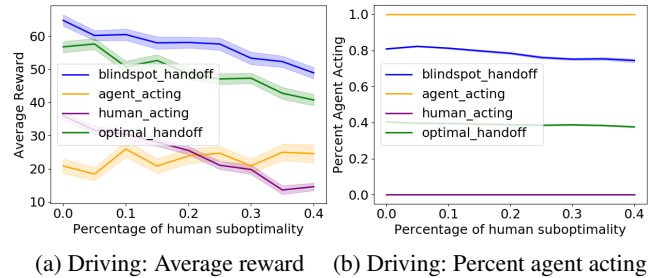 60
50
40
30
20
10
Average Reward
blindspot_handoff
agent_acting
human_acting
optimal_handoff
0.0 0.1 0.2 0.3 0.4
Percentage of human suboptimality
(a) Driving: Average reward
1.0
0.8
0.6
0.4
0.2
0.0
Percent Agent Acting
blindspot_handoff
agent_acting
human_acting
optimal_handoff
0.0 0.1 0.2 0.3 0.4
Percentage of human suboptimality
(b) Driving: Percent agent acting